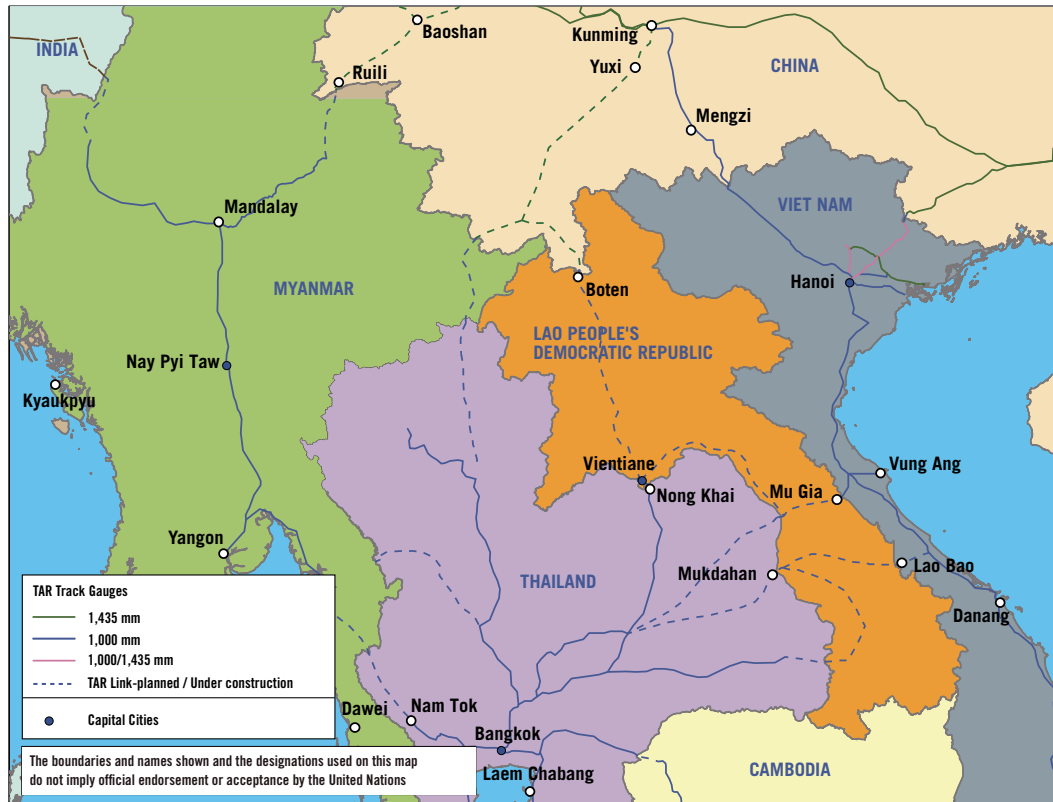 Baoshan
Kunming
INDIA
Yuxi
CHINA
Ruili
Mengzi
VIET NAM
Mandalay
Hanoi
MYANMAR
Boten
LAO PEOPLE'S
DEMOCRATIC REPUBLIC
Nay Pyi Taw
Kyaukpyu
Vientiane
Vung Ang
Nong Khai
Mu Gia
Yangon
Lao Bao
THAILAND
Mukdahan
Danang
TAR Track Gauges
1,435 mm
1,000 mm
1,000/1,435 mm
TAR Link-planned / Under construction
Capital Cities
Dawei
Nam Tok
Bangkok
The boundaries and names shown and the designations used on this map
do not imply official endorsement or acceptance by the United Nations
Laem Chabang
CAMBODIA